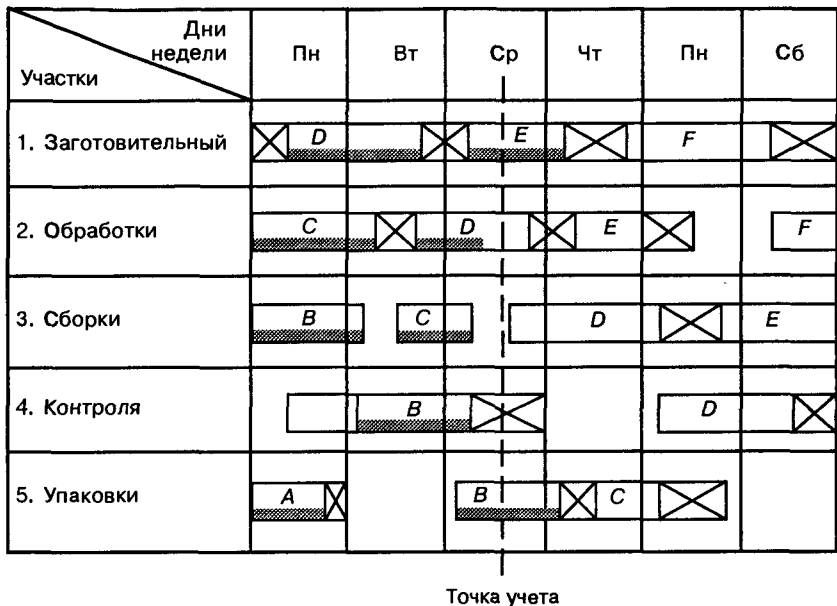 Дни
недели
Участки
Пн
Вт
Ср
Чт
Пн
Сб
1. Заготовительный
D
E
F
2. Обработки
C
D
E
F
3. Сборки
B
C
D
E
4. Контроля
B
D
5. Упаковки
A
B
C
Точка учета